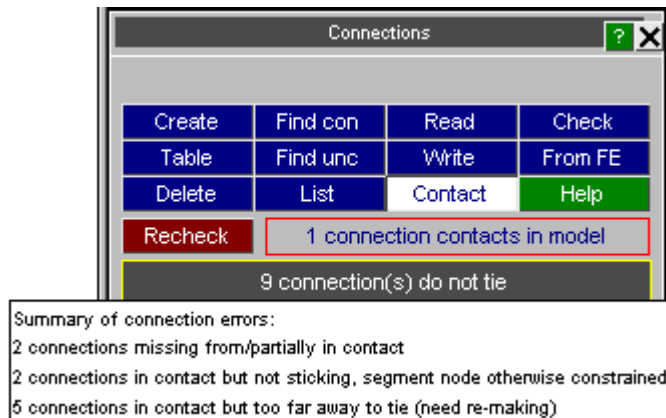 Connections ? X
Create Find con Read Check
Table Find unc Write From FE
Delete List Contact Help
Recheck 1 connection contacts in model
9 connection(s) do not tie
Summary of connection errors:
2 connections missing from/partially in contact
2 connections in contact but not sticking, segment node otherwise constrained
5 connections in contact but too far away to tie (need re-making)